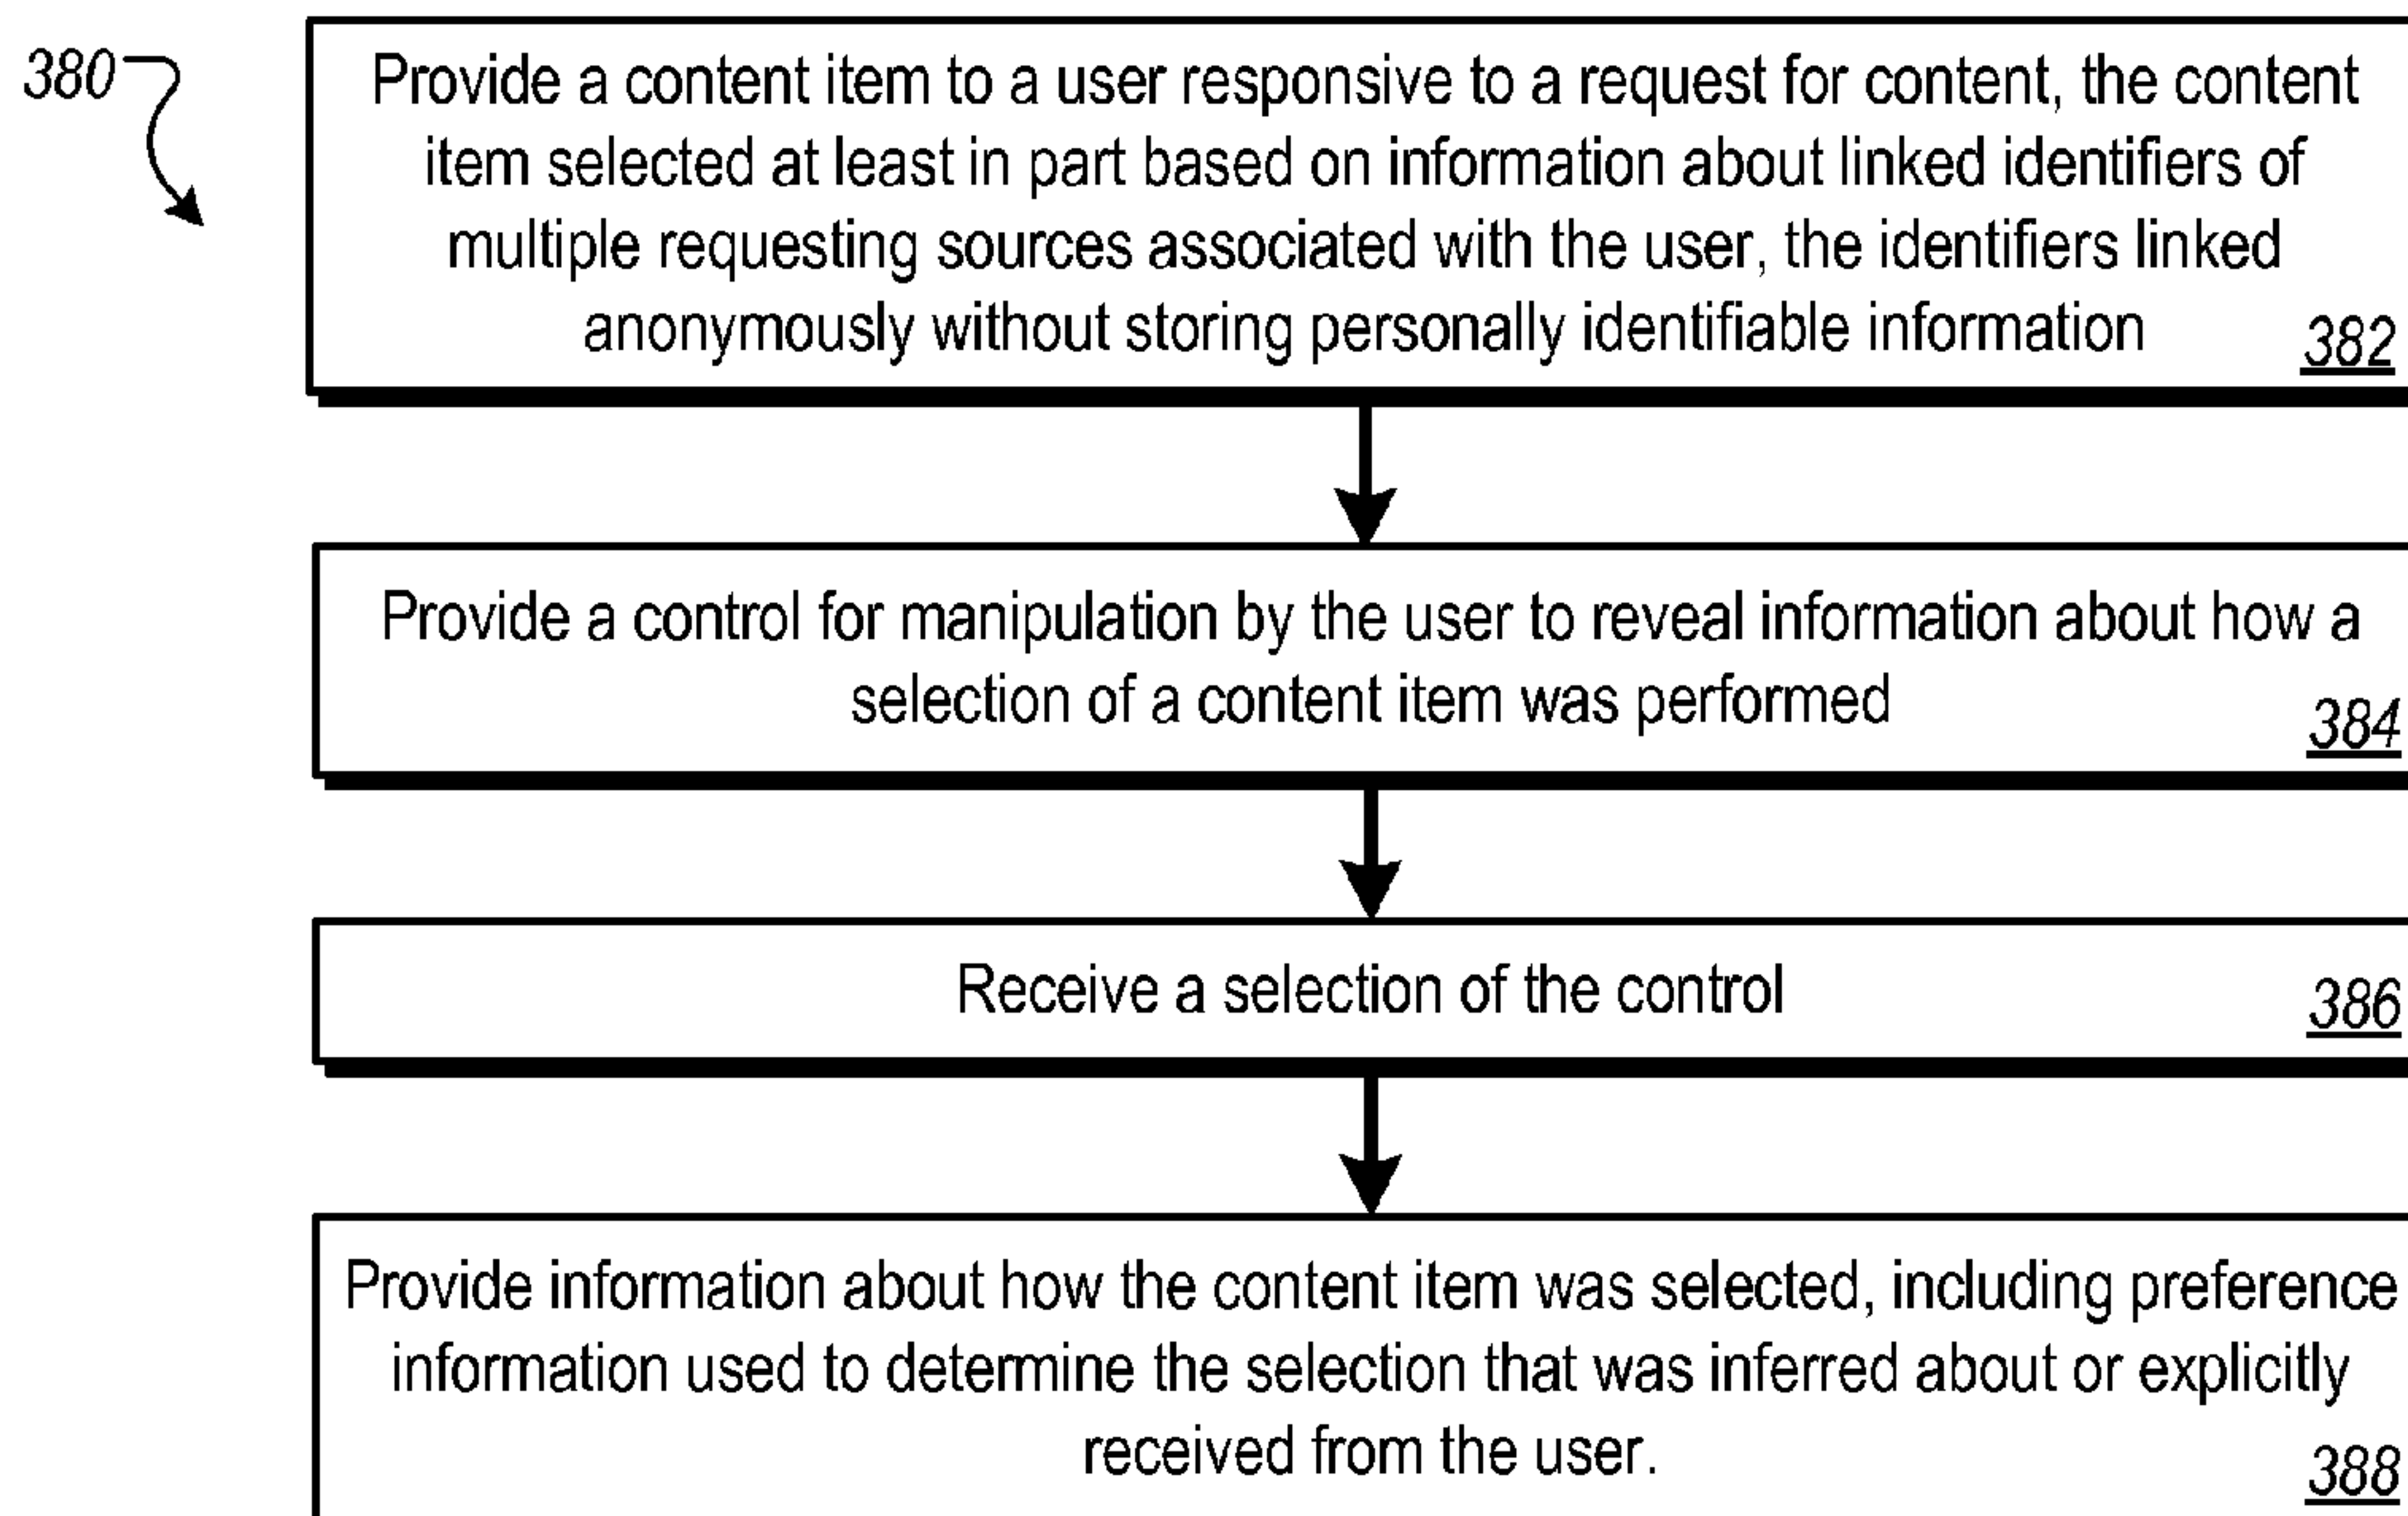 380
Provide a content item to a user responsive to a request for content, the content
item selected at least in part based on information about linked identifiers of
multiple requesting sources associated with the user, the identifiers linked
anonymously without storing personally identifiable information
382
Provide a control for manipulation by the user to reveal information about how a
selection of a content item was performed
384
Receive a selection of the control
386
Provide information about how the content item was selected, including preference
information used to determine the selection that was inferred about or explicitly
received from the user.
388